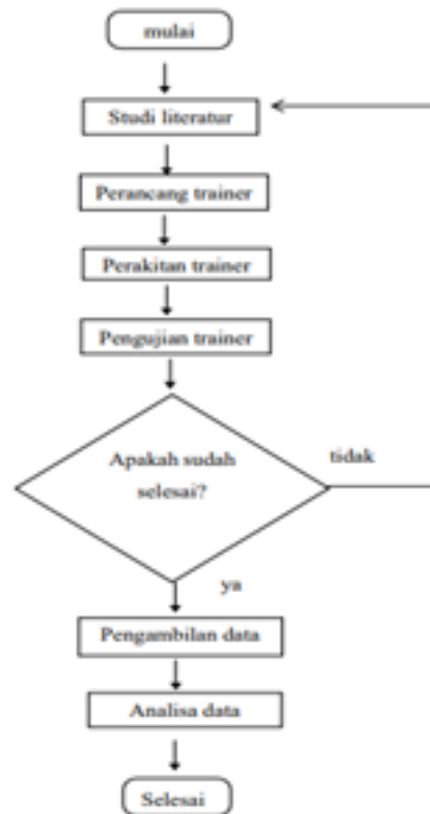 mulai
Studi literatur
Perancang trainer
Perakitan trainer
Pengujian trainer
Apakah sudah
selesai?
tidak
ya
Pengambilan data
Analisa data
Selesai